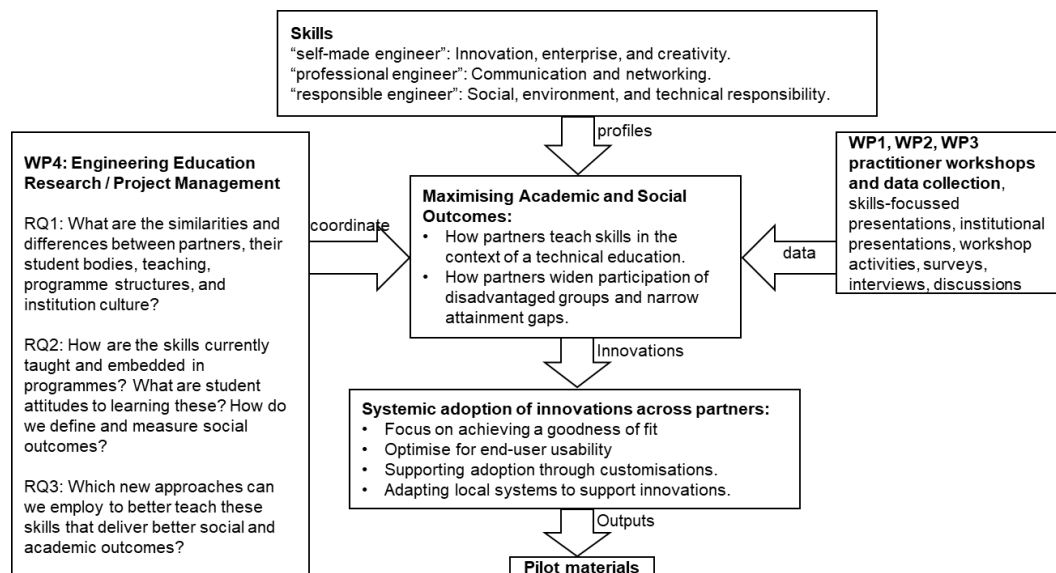 Skills
“self-made engineer”: Innovation, enterprise, and creativity.
“professional engineer”: Communication and networking.
“responsible engineer”: Social, environment, and technical responsibility.
profiles
WP4: Engineering Education
Research / Project Management
RQ1: What are the similarities and
differences between partners, their
student bodies, teaching,
programme structures, and
institution culture?
RQ2: How are the skills currently
taught and embedded in
programmes? What are student
attitudes to learning these? How do
we define and measure social
outcomes?
RQ3: Which new approaches can
we employ to better teach these
skills that deliver better social and
academic outcomes?
coordinate
Maximising Academic and Social
Outcomes:
• How partners teach skills in the
context of a technical education.
• How partners widen participation of
disadvantaged groups and narrow
attainment gaps.
data
WP1, WP2, WP3
practitioner workshops
and data collection,
skills-focussed
presentations, institutional
presentations, workshop
activities, surveys,
interviews, discussions
Innovations
Systemic adoption of innovations across partners:
• Focus on achieving a goodness of fit
• Optimise for end-user usability
• Supporting adoption through customisations.
• Adapting local systems to support innovations.
Outputs
Pilot materials